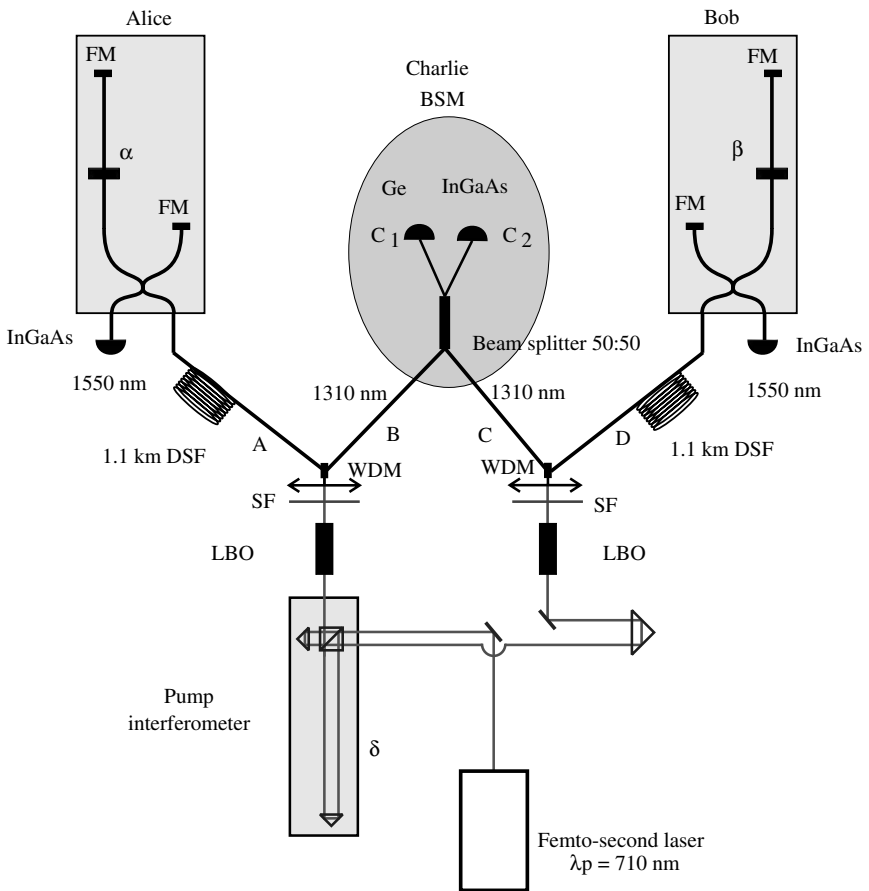 Alice
Bob
FM
FM
Charlie
BSM
α
β
Ge
InGaAs
FM
FM
C 1
C 2
InGaAs
Beam splitter 50:50
InGaAs
1550 nm
1310 nm
1310 nm
1550 nm
A
B
C
D
1.1 km DSF
1.1 km DSF
WDM
WDM
SF
SF
LBO
LBO
Pump
interferometer
δ
Femto-second laser
λp = 710 nm